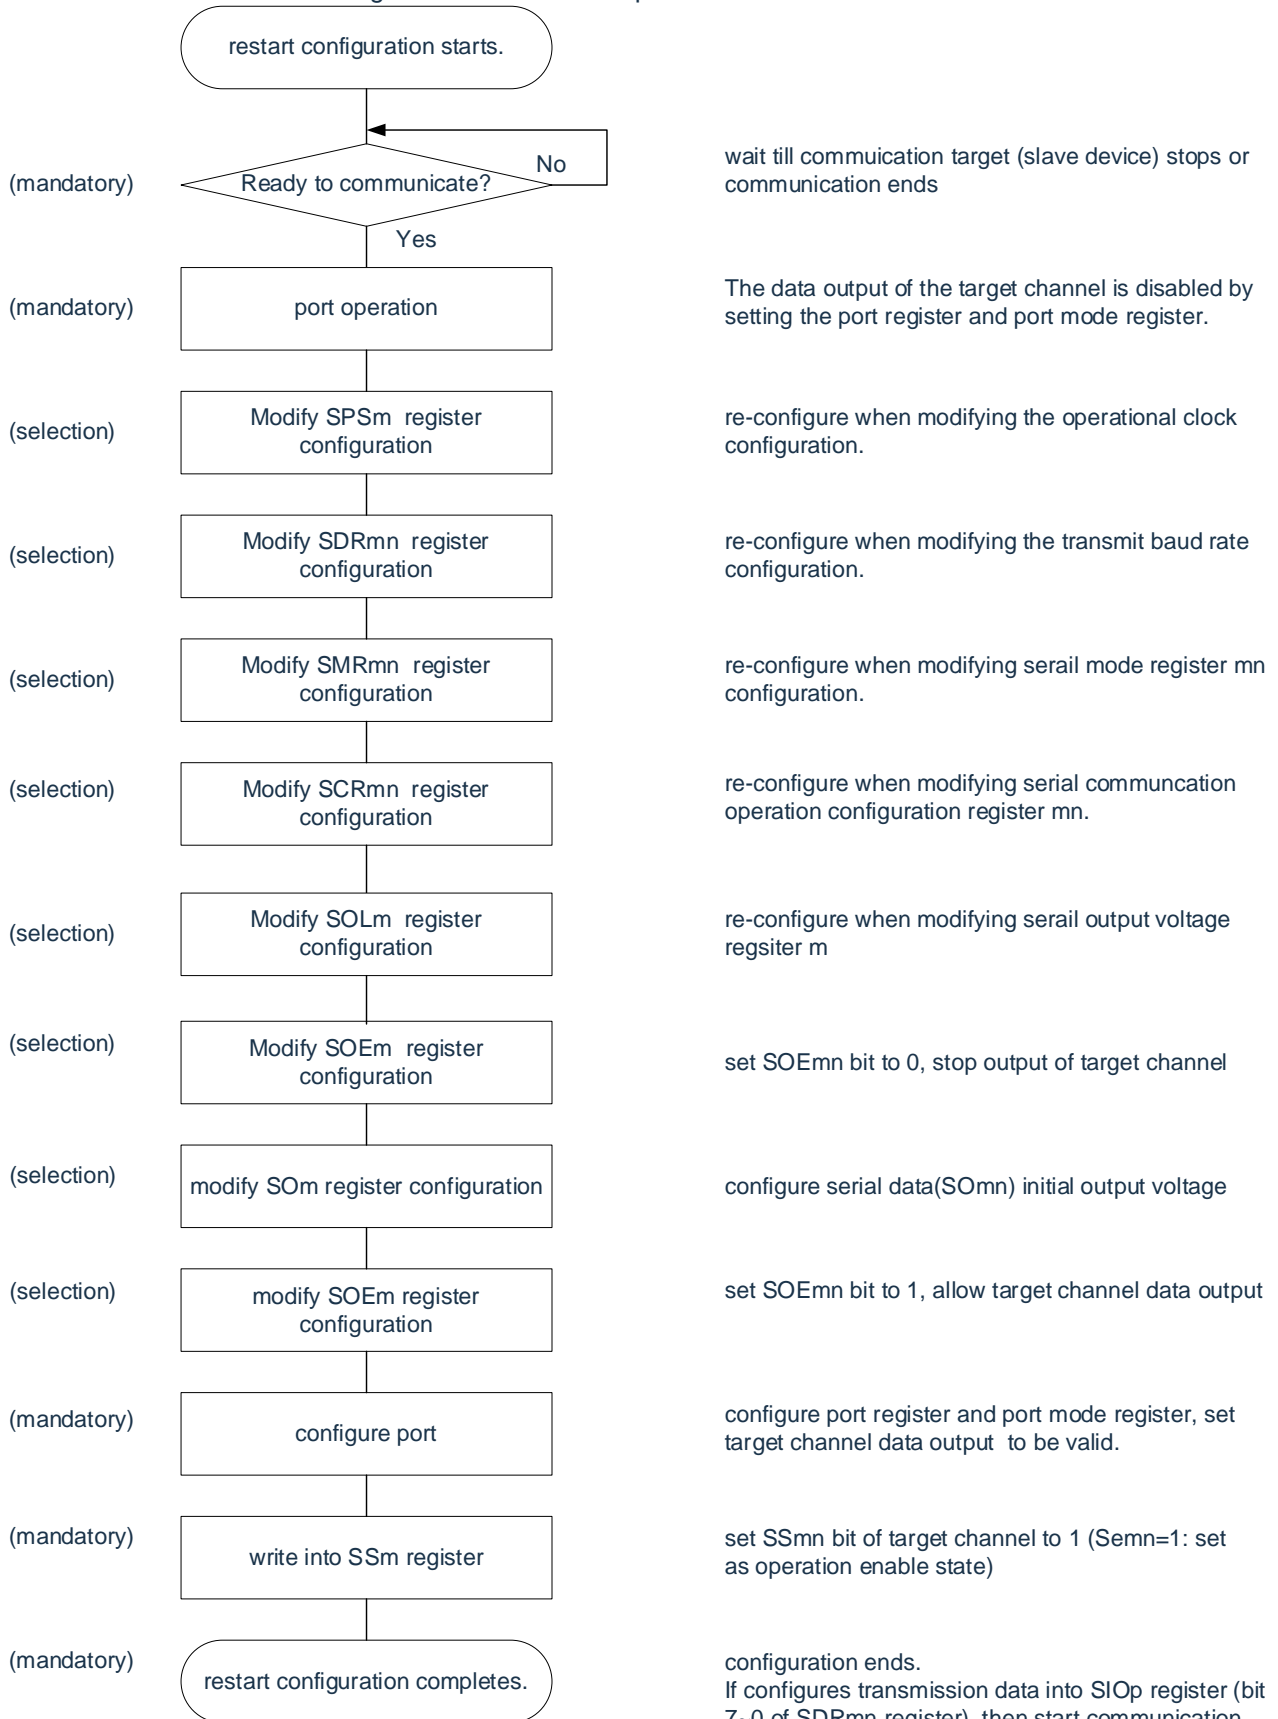 restart configuration starts.
No
wait till commuication target (slave device) stops or
communication ends
(mandatory)
Ready to communicate?
Yes
(mandatory)
port operation
The data output of the target channel is disabled by
setting the port register and port mode register.
(selection)
Modify SPSm register
configuration
re-configure when modifying the operational clock
configuration.
(selection)
Modify SDRmn register
configuration
re-configure when modifying the transmit baud rate
configuration.
(selection)
Modify SMRmn register
configuration
re-configure when modifying serail mode register mn
configuration.
(selection)
Modify SCRmn register
configuration
re-configure when modifying serial communcation
operation configuration register mn.
(selection)
Modify SOLm register
configuration
re-configure when modifying serail output voltage
regsiter m
(selection)
Modify SOEm register
configuration
set SOEmn bit to 0, stop output of target channel
(selection)
modify SOm register configuration
configure serial data(SOmn) initial output voltage
(selection)
modify SOEm register
configuration
set SOEmn bit to 1, allow target channel data output
(mandatory)
configure port
configure port register and port mode register, set
target channel data output to be valid.
(mandatory)
write into SSm register
set SSmn bit of target channel to 1 (Semn=1: set
as operation enable state)
(mandatory)
restart configuration completes.
configuration ends.
If configures transmission data into SIOp register (bit
7- 0 of SDRmn register), then start communication